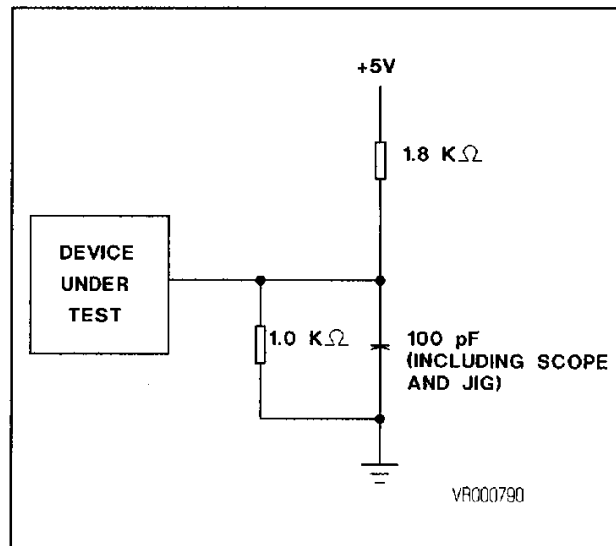 +5V
1.8 KΩ
DEVICE
UNDER
TEST
1.0 KΩ
100 pF
(INCLUDING SCOPE
AND JIG)
VR000790